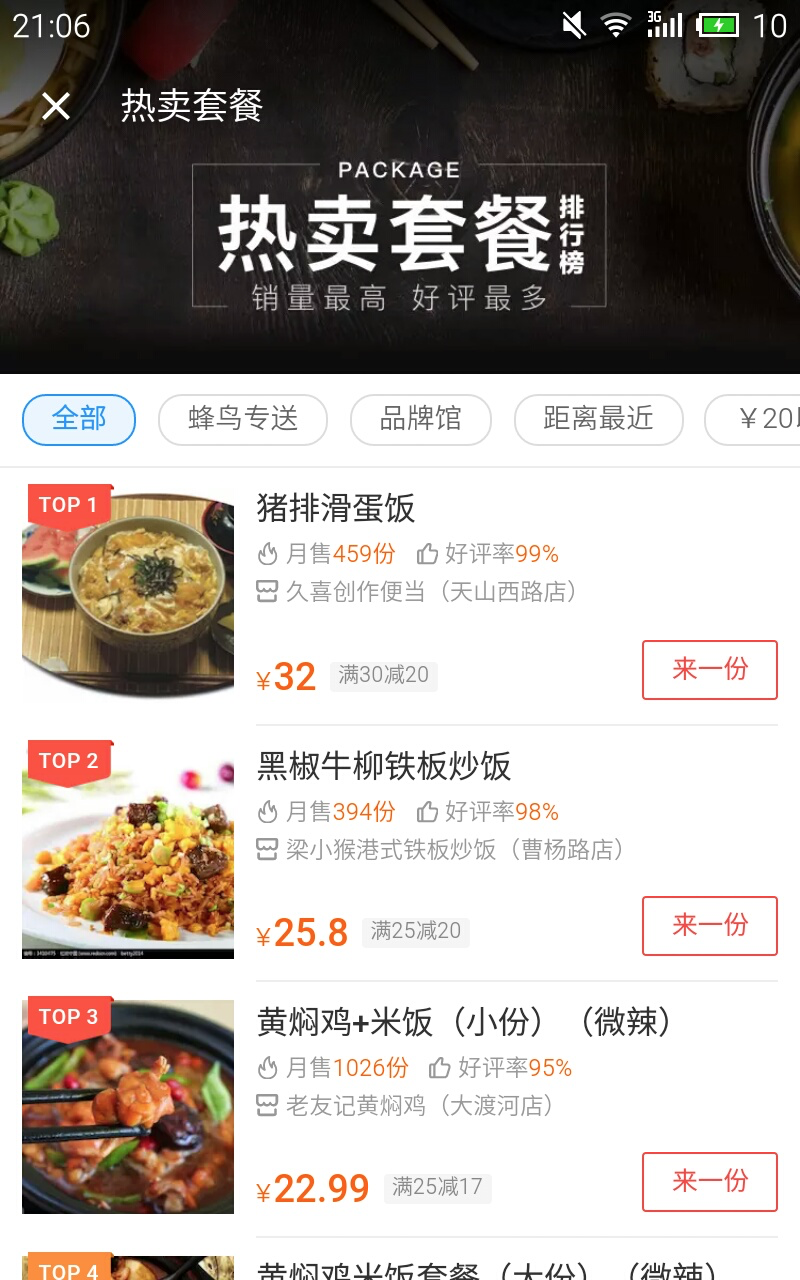 21:06
3G
10
热卖套餐
PACKAGE
热卖套餐排行榜
销量最高 好评最多
全部
蜂鸟专送
品牌馆
距离最近
￥20
TOP 1
猪排滑蛋饭
月售459份 好评率99%
久喜创作便当（天山西路店）
¥32 满30减20
来一份
TOP 2
黑椒牛柳铁板炒饭
月售394份 好评率98%
梁小猴港式铁板炒饭（曹杨路店）
¥25.8 满25减20
来一份
TOP 3
黄焖鸡+米饭（小份）（微辣）
月售1026份 好评率95%
老友记黄焖鸡（大渡河店）
¥22.99 满25减17
来一份
TOP 4
黄焖鸡米饭套餐（大份）（微辣）